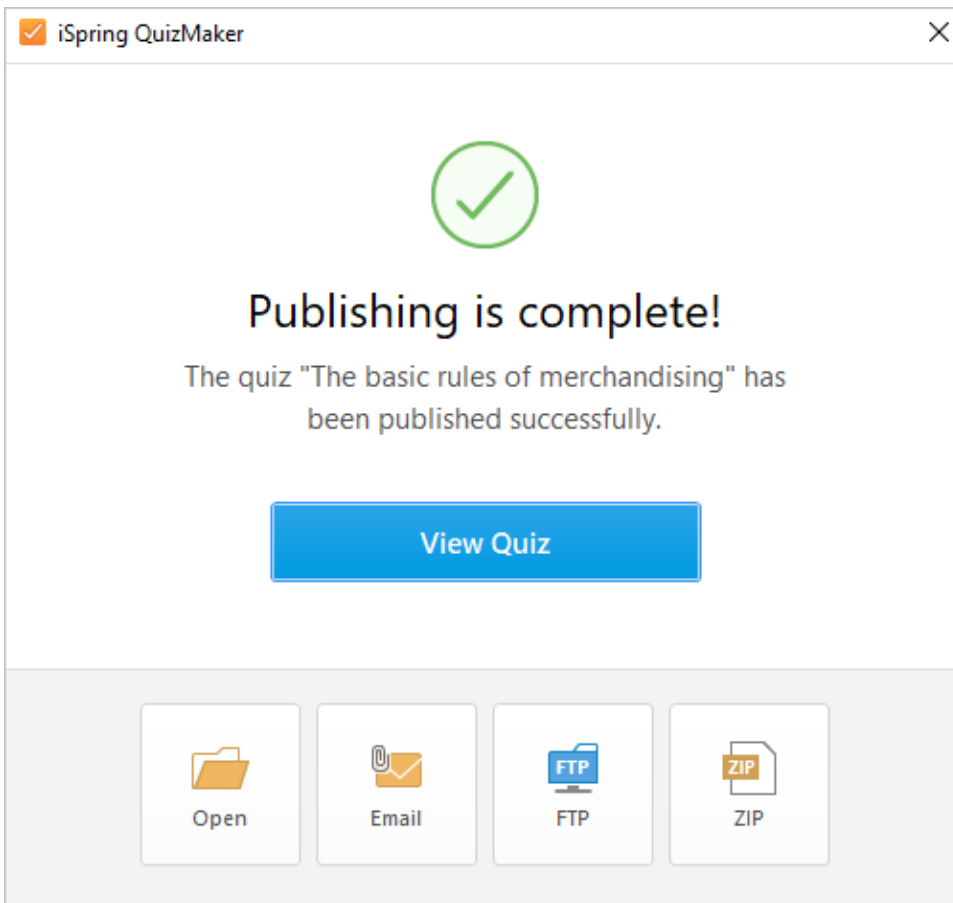 iSpring QuizMaker
Publishing is complete!
The quiz "The basic rules of merchandising" has
been published successfully.
View Quiz
Open
Email
FTP
FTP
ZIP
ZIP